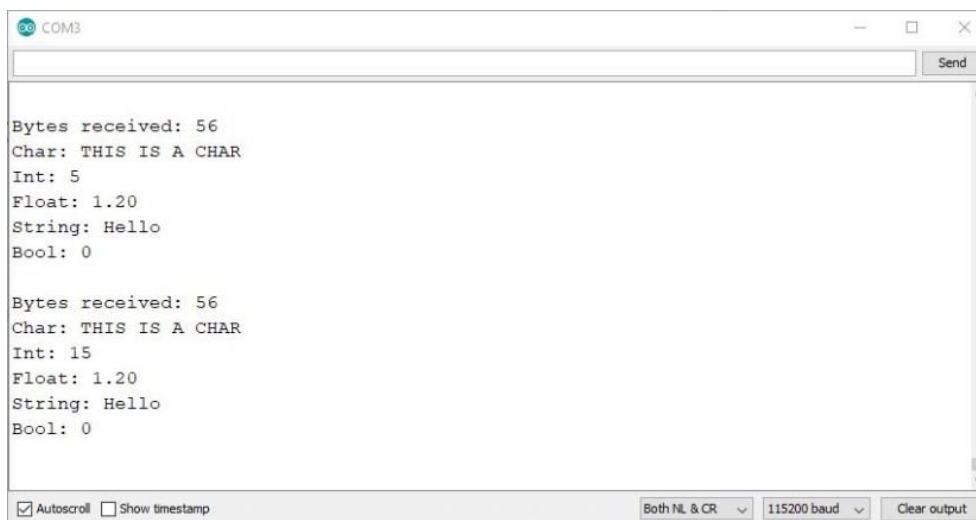 COM3
Send
Bytes received: 56
Char: THIS IS A CHAR
Int: 5
Float: 1.20
String: Hello
Bool: 0
Bytes received: 56
Char: THIS IS A CHAR
Int: 15
Float: 1.20
String: Hello
Bool: 0
Autoscroll Show timestamp Both NL & CR 115200 baud Clear output